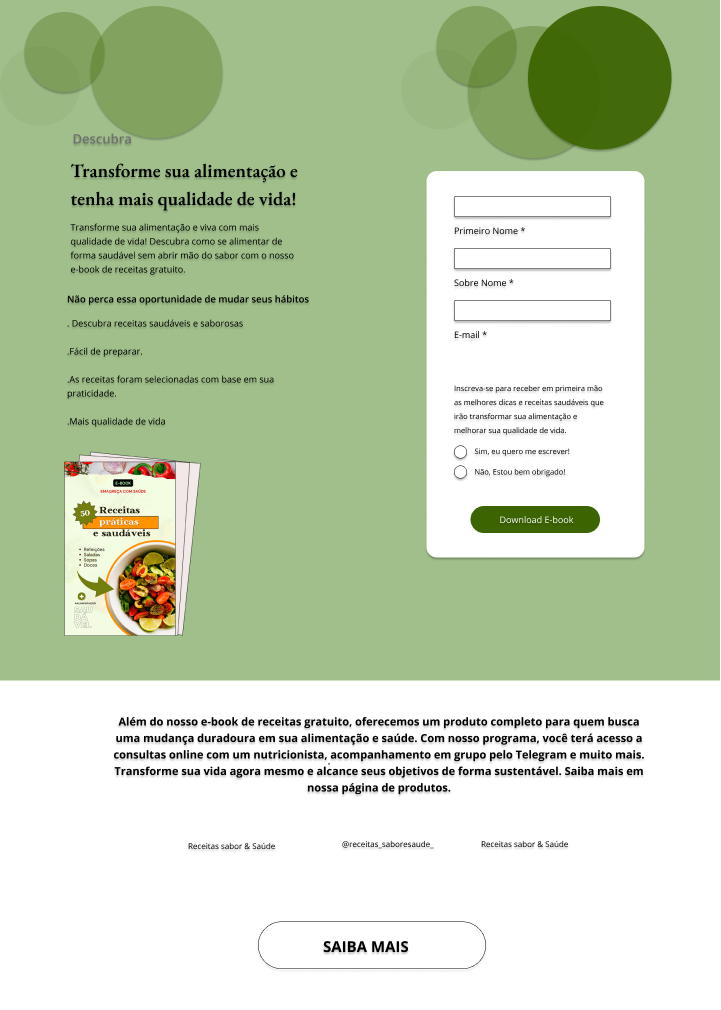 Descubra
Transforme sua alimentação e
tenha mais qualidade de vida!
Transforme sua alimentação e viva com mais
qualidade de vida! Descubra como se alimentar de
forma saudável sem abrir mão do sabor com o nosso
e-book de receitas gratuito.
Não perca essa oportunidade de mudar seus hábitos
. Descubra receitas saudáveis e saborosas
.Fácil de preparar.
.As receitas foram selecionadas com base em sua
praticidade.
.Mais qualidade de vida
E-BOOK
EMAGREÇA COM SAÚDE
50
Receitas
práticas
e saudáveis
• Refeições
• Saladas
• Sopas
• Doces
SAU
DÁ
VEL
Primeiro Nome *
Sobre Nome *
E-mail *
Inscreva-se para receber em primeira mão
as melhores dicas e receitas saudáveis que
irão transformar sua alimentação e
melhorar sua qualidade de vida.
Sim, eu quero me escrever!
Não, Estou bem obrigado!
Download E-book
Além do nosso e-book de receitas gratuito, oferecemos um produto completo para quem busca
uma mudança duradoura em sua alimentação e saúde. Com nosso programa, você terá acesso a
consultas online com um nutricionista, acompanhamento em grupo pelo Telegram e muito mais.
Transforme sua vida agora mesmo e alcance seus objetivos de forma sustentável. Saiba mais em
nossa página de produtos.
Receitas sabor & Saúde
@receitas_saboresaude_
Receitas sabor & Saúde
SAIBA MAIS